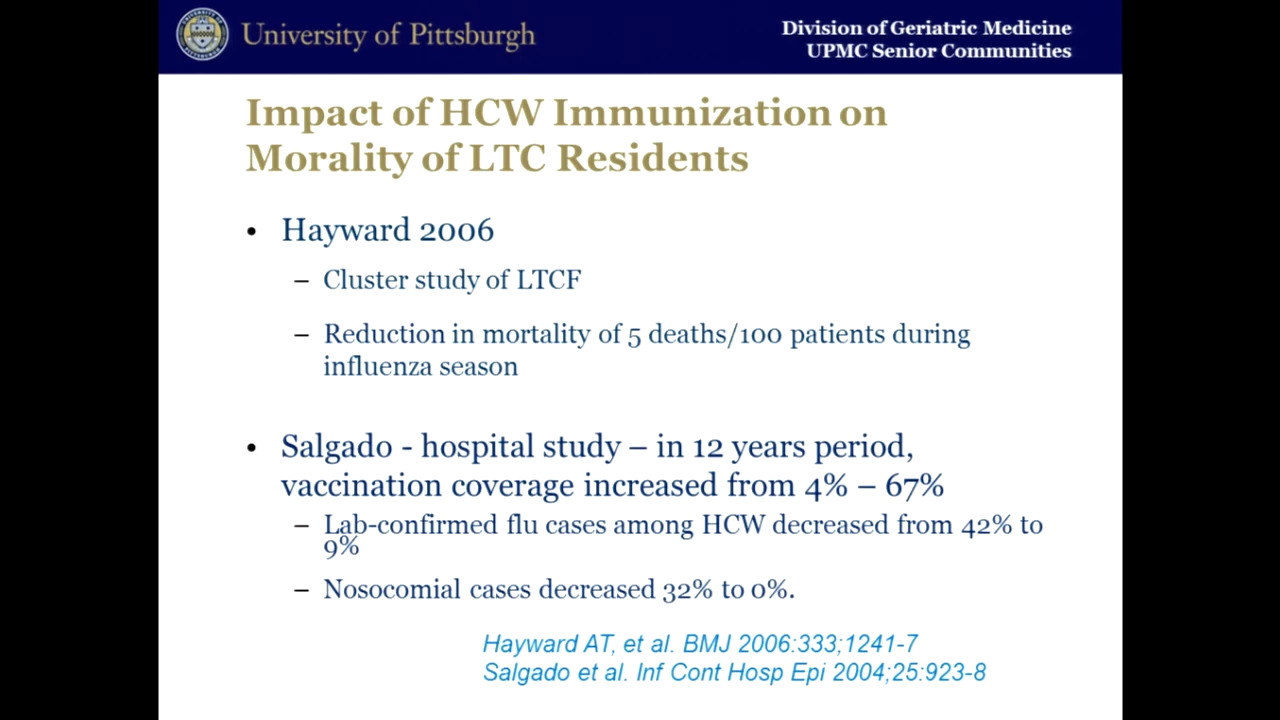 University of Pittsburgh
Division of Geriatric Medicine
UPMC Senior Communities
Impact of HCW Immunization on
Morality of LTC Residents
• Hayward 2006
– Cluster study of LTCF
– Reduction in mortality of 5 deaths/100 patients during
influenza season
• Salgado - hospital study – in 12 years period,
vaccination coverage increased from 4% – 67%
– Lab-confirmed flu cases among HCW decreased from 42% to
9%
– Nosocomial cases decreased 32% to 0%.
Hayward AT, et al. BMJ 2006:333;1241-7
Salgado et al. Inf Cont Hosp Epi 2004;25:923-8